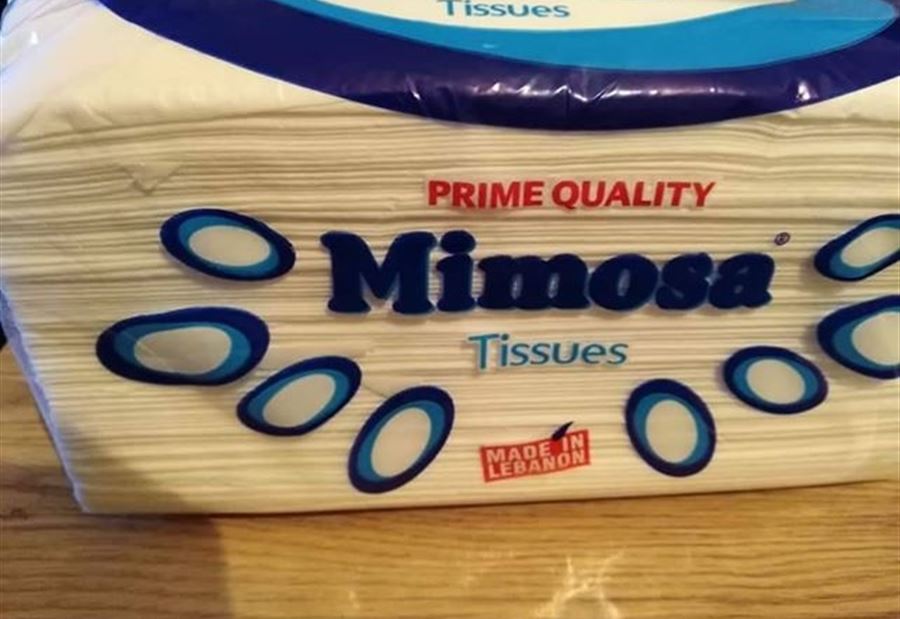 Tissues
PRIME QUALITY
Mimosa®
Tissues
MADE IN
LEBANON